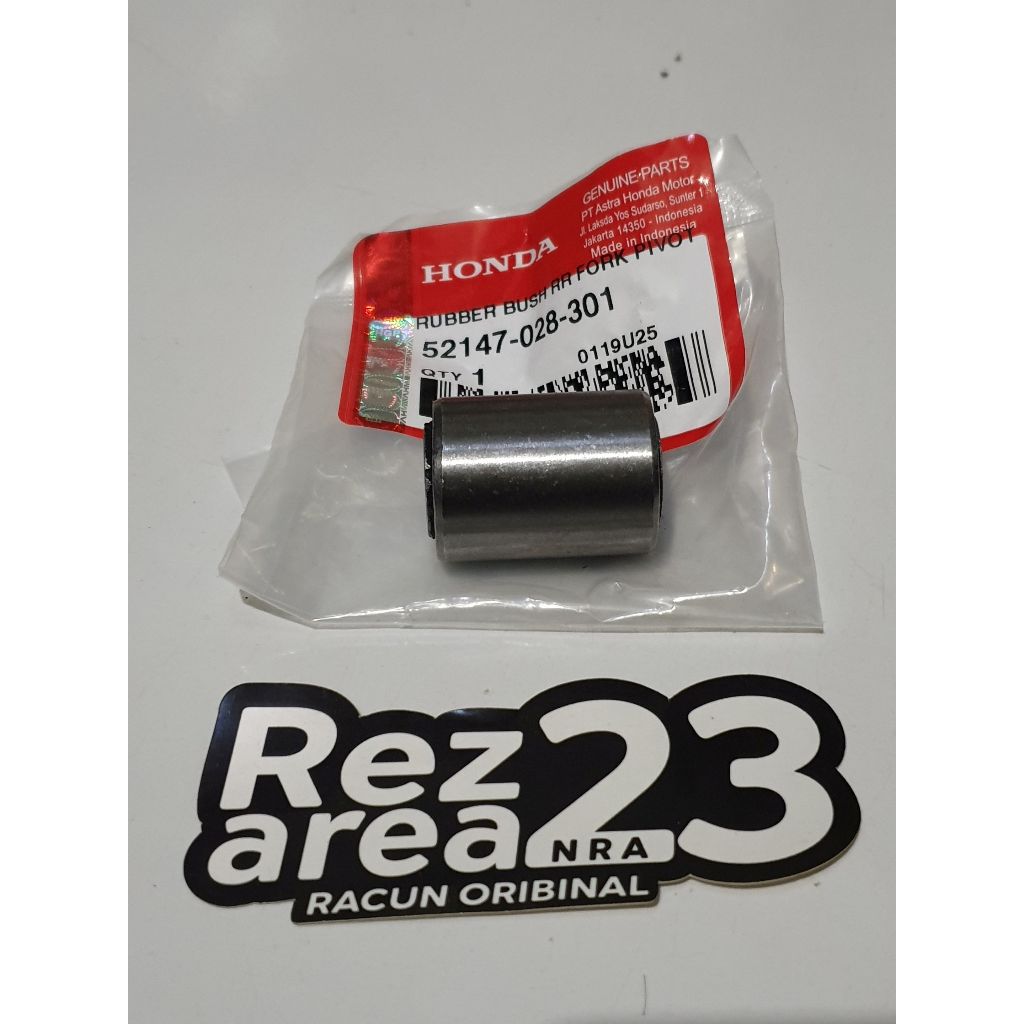 GENUINE PARTS
PT Astra Honda Motor
Jl. Laksda Yos Sudarso, Sunter 1
Jakarta 14350 - Indonesia
Made in Indonesia
HONDA
RUBBER BUSH RR FORK PIVOT
52147-028-301
0119U25
QTY 1
Rez
area
23
NRA
RACUN ORIBINAL